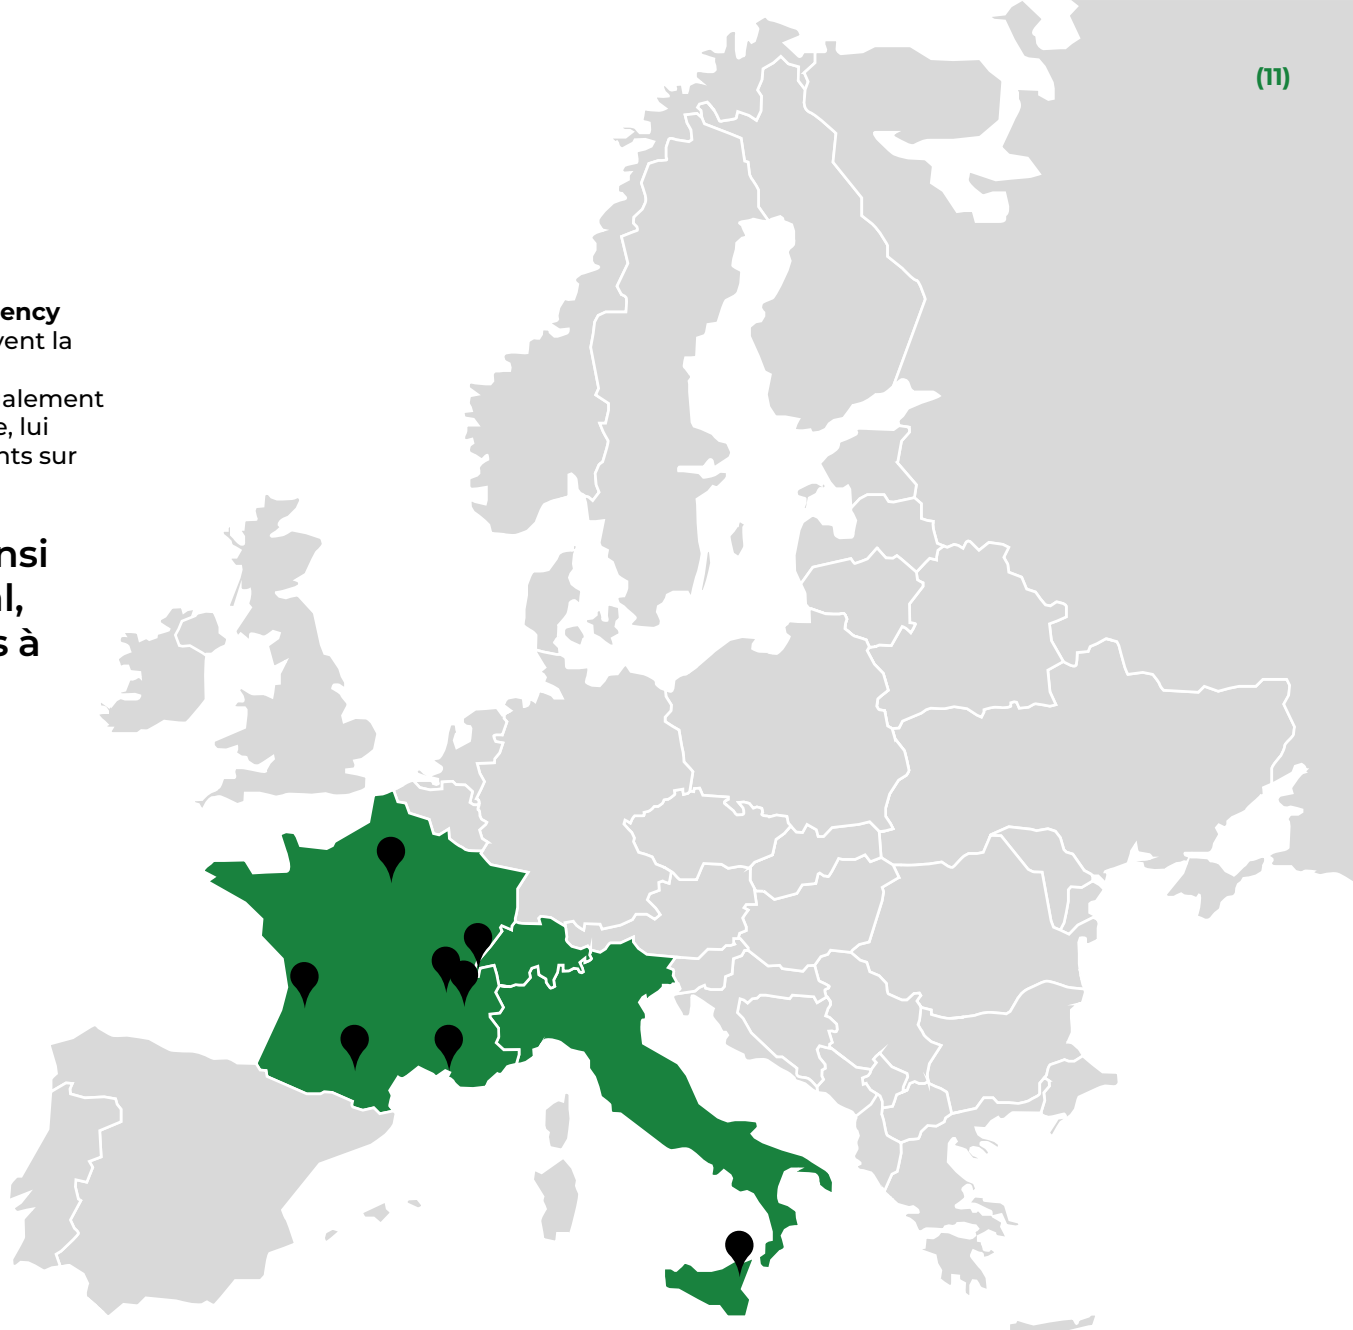 (11)
ency
vent la
alement
e, lui
nts sur
nsi
l,
s à